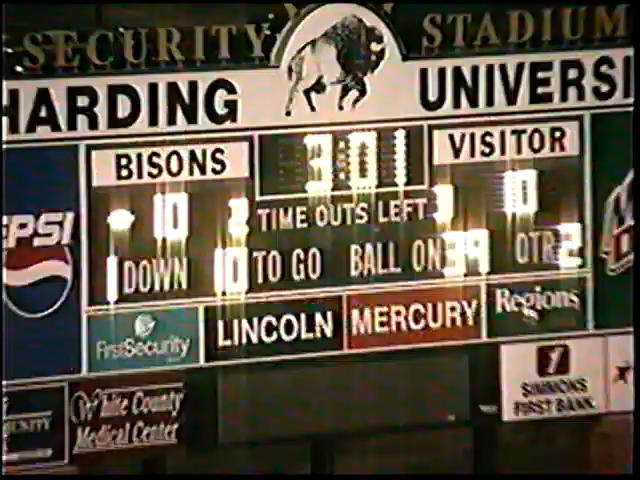 SECURITY STADIUM
HARDING UNIVERSI
BISONS 3:01 VISITOR
10 TIME OUTS LEFT 3 0
1 DOWN 10 TO GO BALL ON 39 QTR 2
EPSI
FirstSecurity LINCOLN MERCURY Regions
White County
Medical Center
SIMMONS
FIRST BANK
UNITY